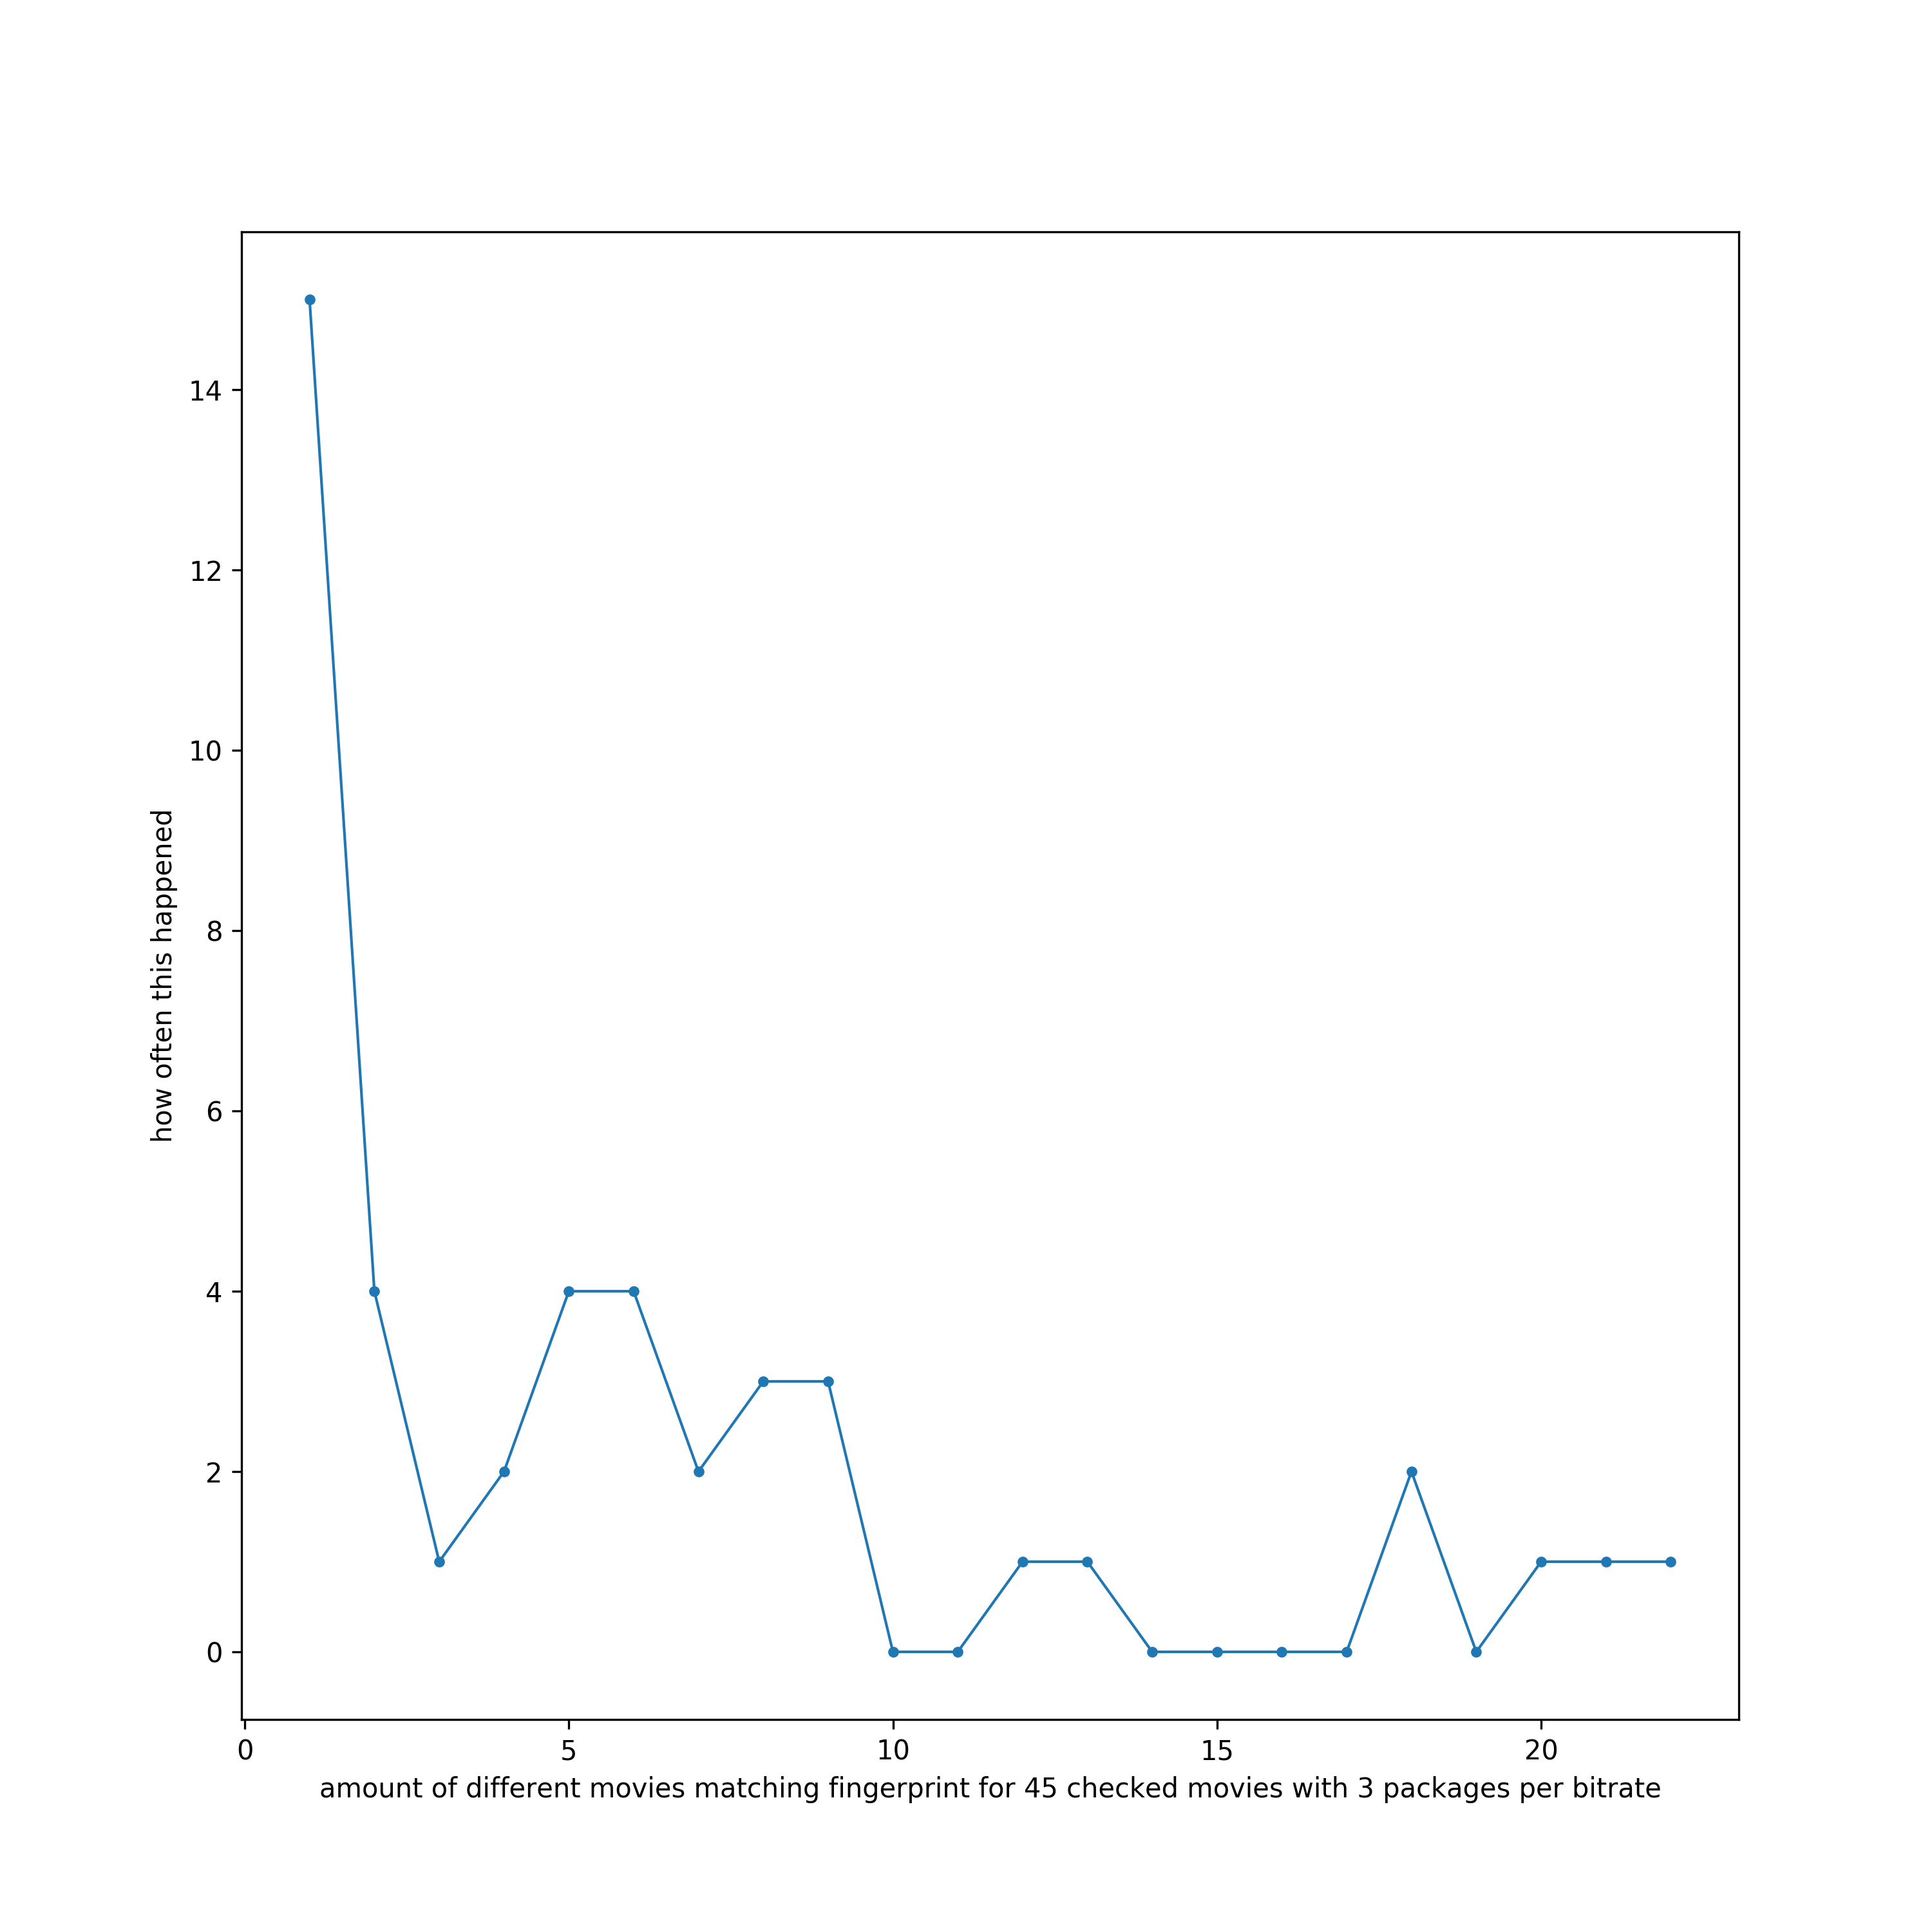 14
12
10
8
6
4
2
0
how often this happened
0 5 10 15 20
amount of different movies matching fingerprint for 45 checked movies with 3 packages per bitrate